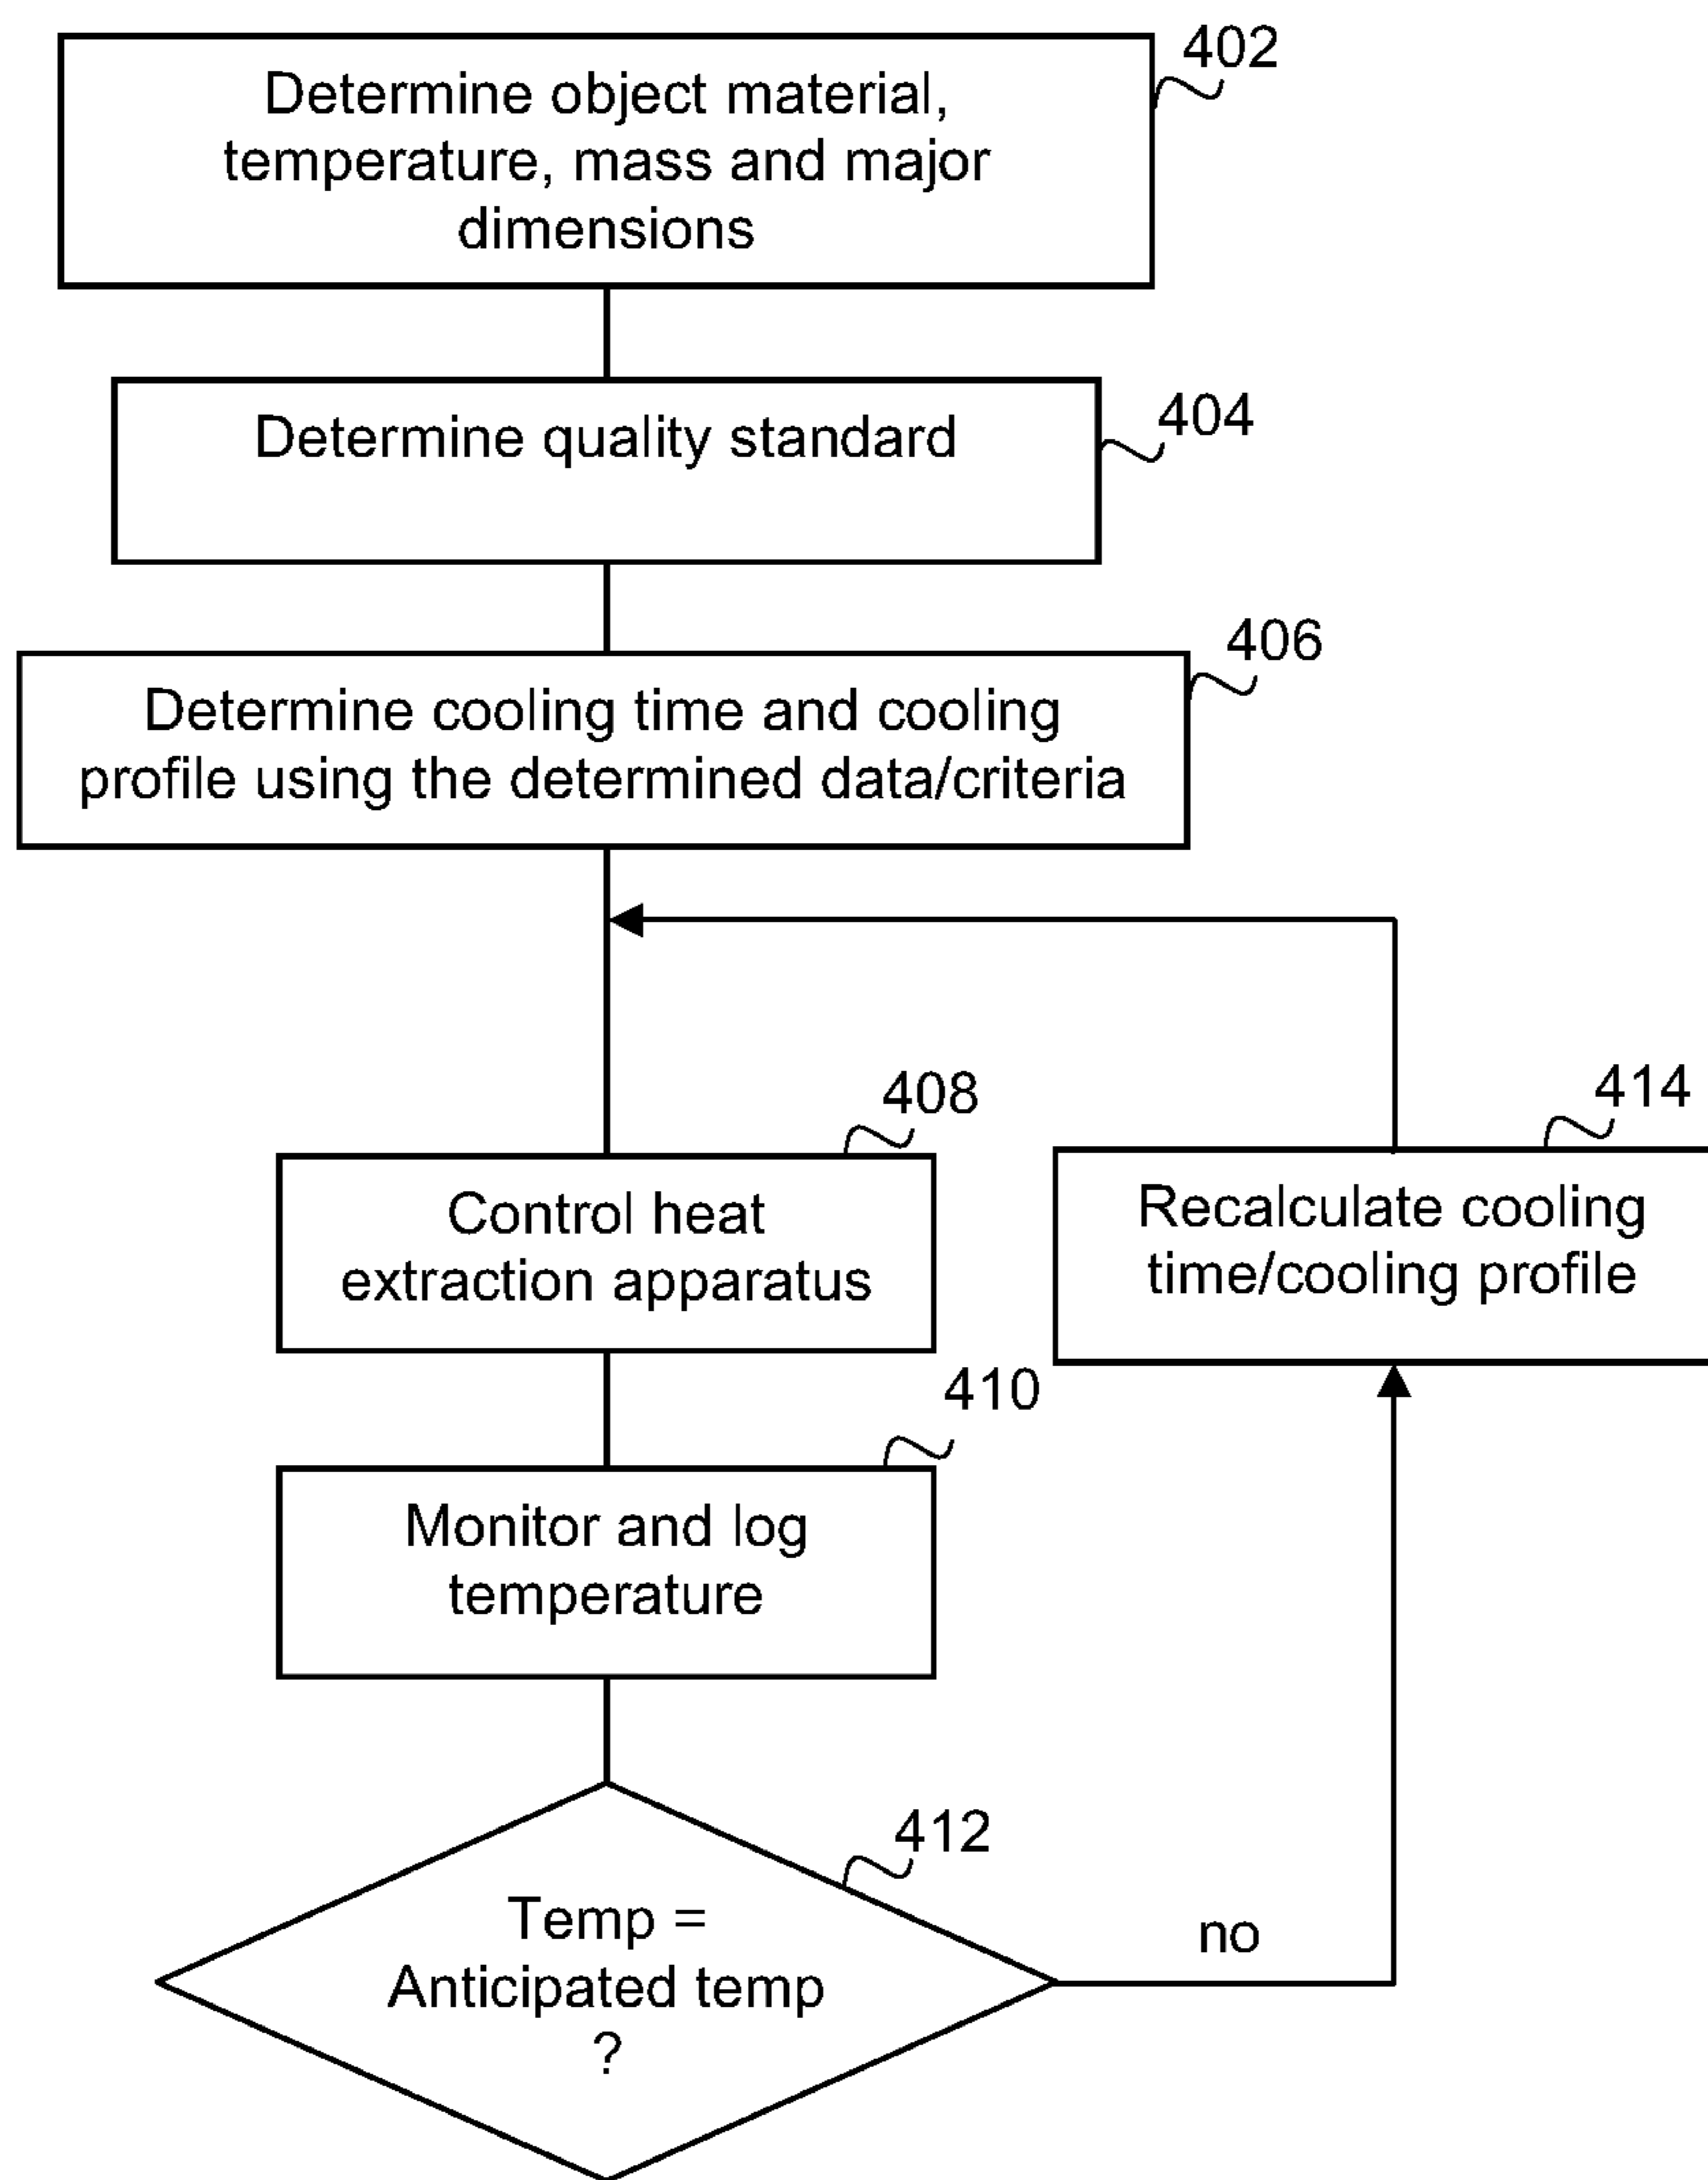 402
Determine object material,
temperature, mass and major
dimensions
404
Determine quality standard
406
Determine cooling time and cooling
profile using the determined data/criteria
408
Control heat
extraction apparatus
414
Recalculate cooling
time/cooling profile
410
Monitor and log
temperature
412
Temp =
Anticipated temp
?
no